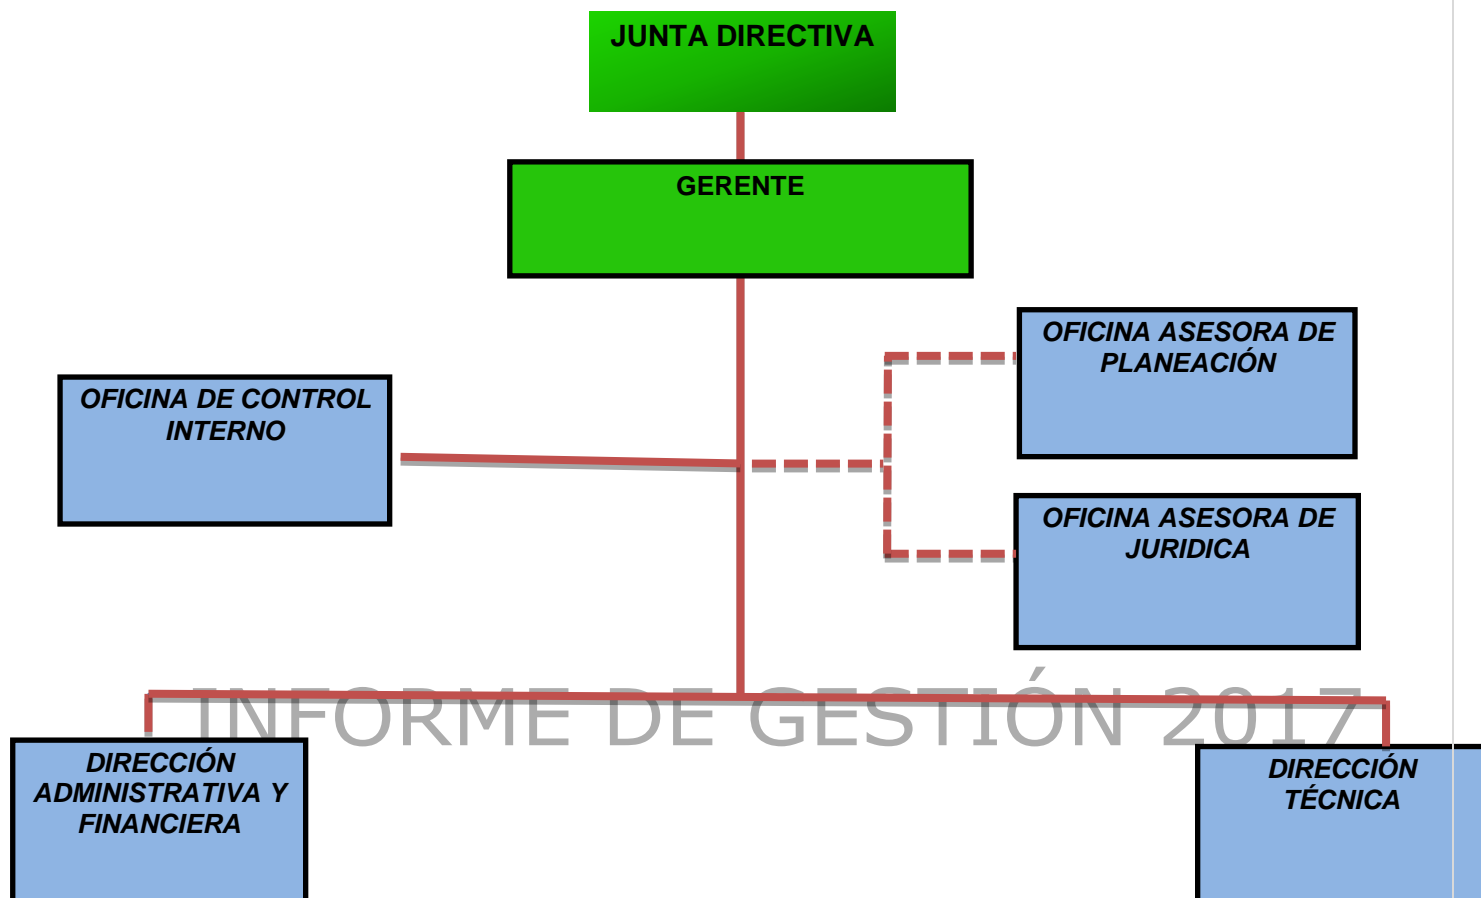 JUNTA DIRECTIVA
GERENTE
OFICINA ASESORA DE
PLANEACIÓN
OFICINA DE CONTROL
INTERNO
OFICINA ASESORA DE
JURIDICA
INFORME DE GESTIÓN 2017
DIRECCIÓN
ADMINISTRATIVA Y
FINANCIERA
DIRECCIÓN
TÉCNICA